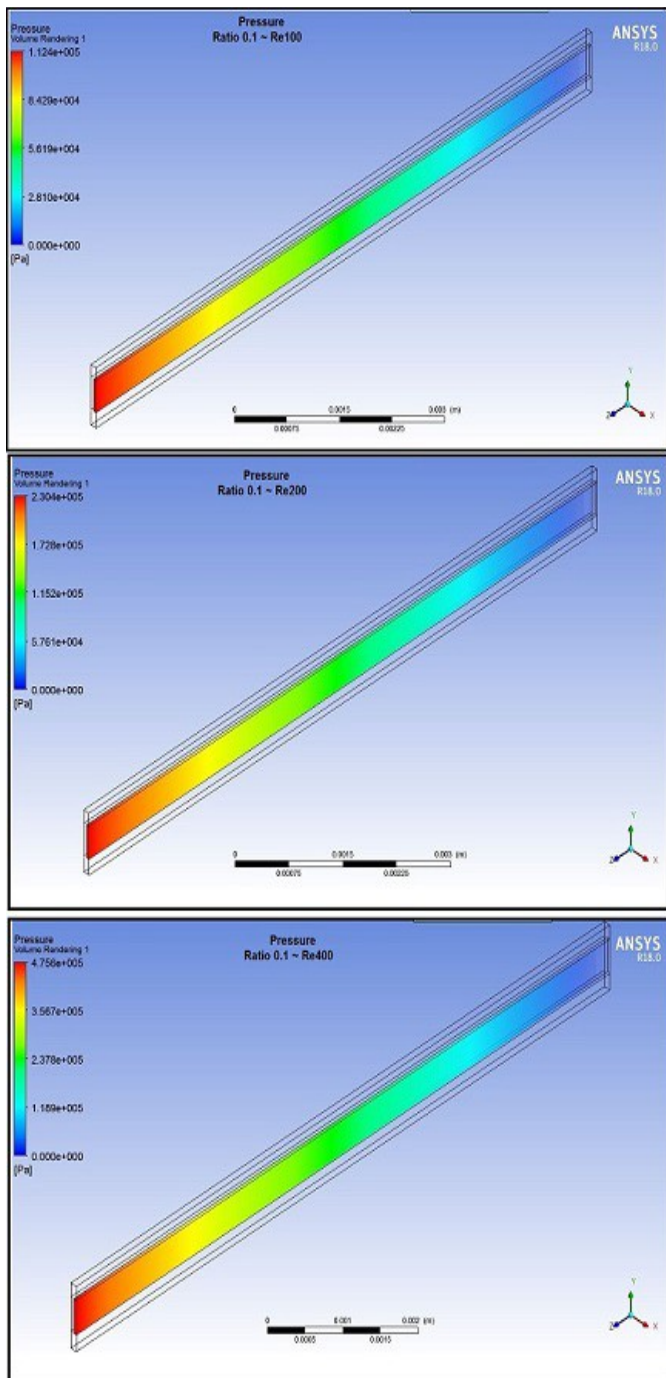 Pressure
Volume Rendering 1
Pressure
Ratio 0.1 ~ Re100
ANSYS
R18.0
1.124e+005
8.429e+004
5.619e+004
2.810e+004
0.000e+000
[Pa]
0 0.0015 0.003 (m)
0.00075 0.00225
Y
Z X
Pressure
Volume Rendering 1
Pressure
Ratio 0.1 ~ Re200
ANSYS
R18.0
2.304e+005
1.728e+005
1.152e+005
5.761e+004
0.000e+000
[Pa]
0 0.0015 0.003 (m)
0.00075 0.00225
Y
Z X
Pressure
Volume Rendering 1
Pressure
Ratio 0.1 ~ Re400
ANSYS
R18.0
4.756e+005
3.567e+005
2.378e+005
1.189e+005
0.000e+000
[Pa]
0 0.001 0.002 (m)
0.0005 0.0015
Y
Z X